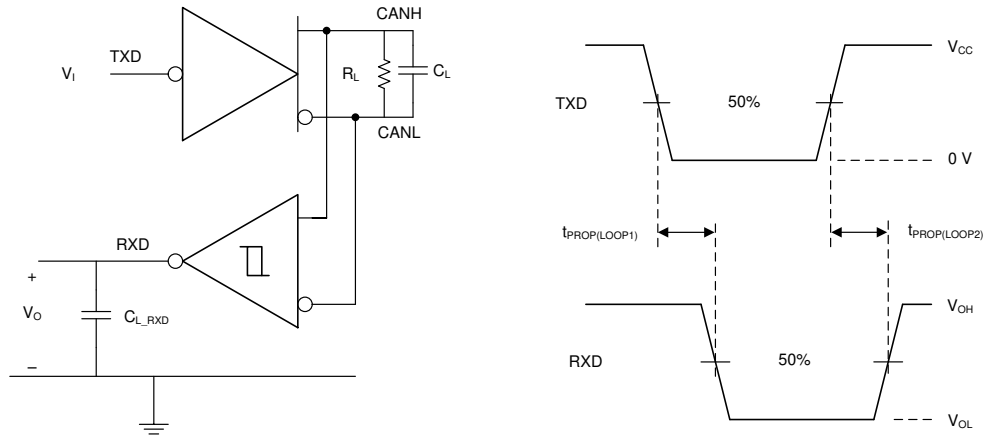 CANH
TXD
V_I
R_L
C_L
CANL
RXD
+
V_O
C_L_RXD
–
V_CC
TXD
50%
0 V
t_PROP(LOOP1)
t_PROP(LOOP2)
V_OH
RXD
50%
V_OL